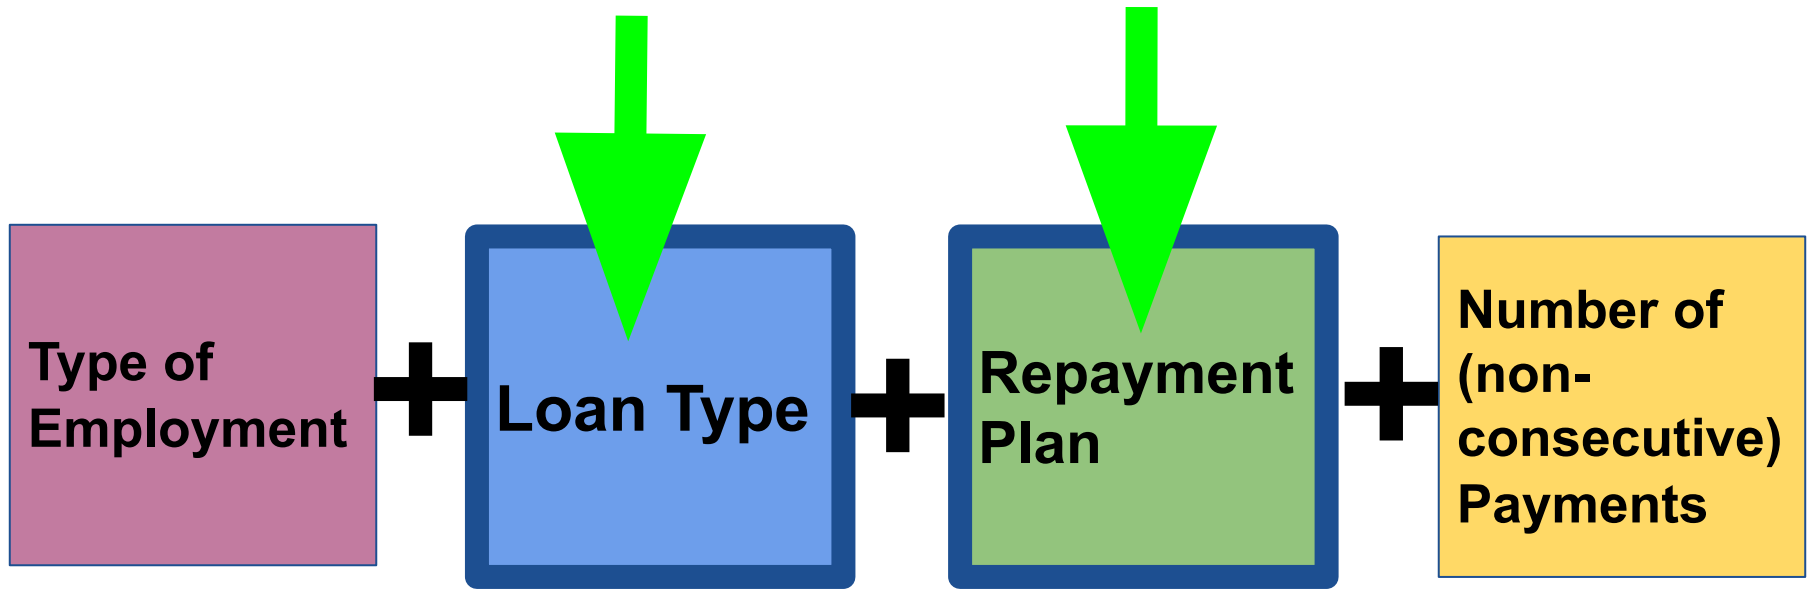 Type of
Employment
Loan Type
Repayment
Plan
Number of
(non-
consecutive)
Payments